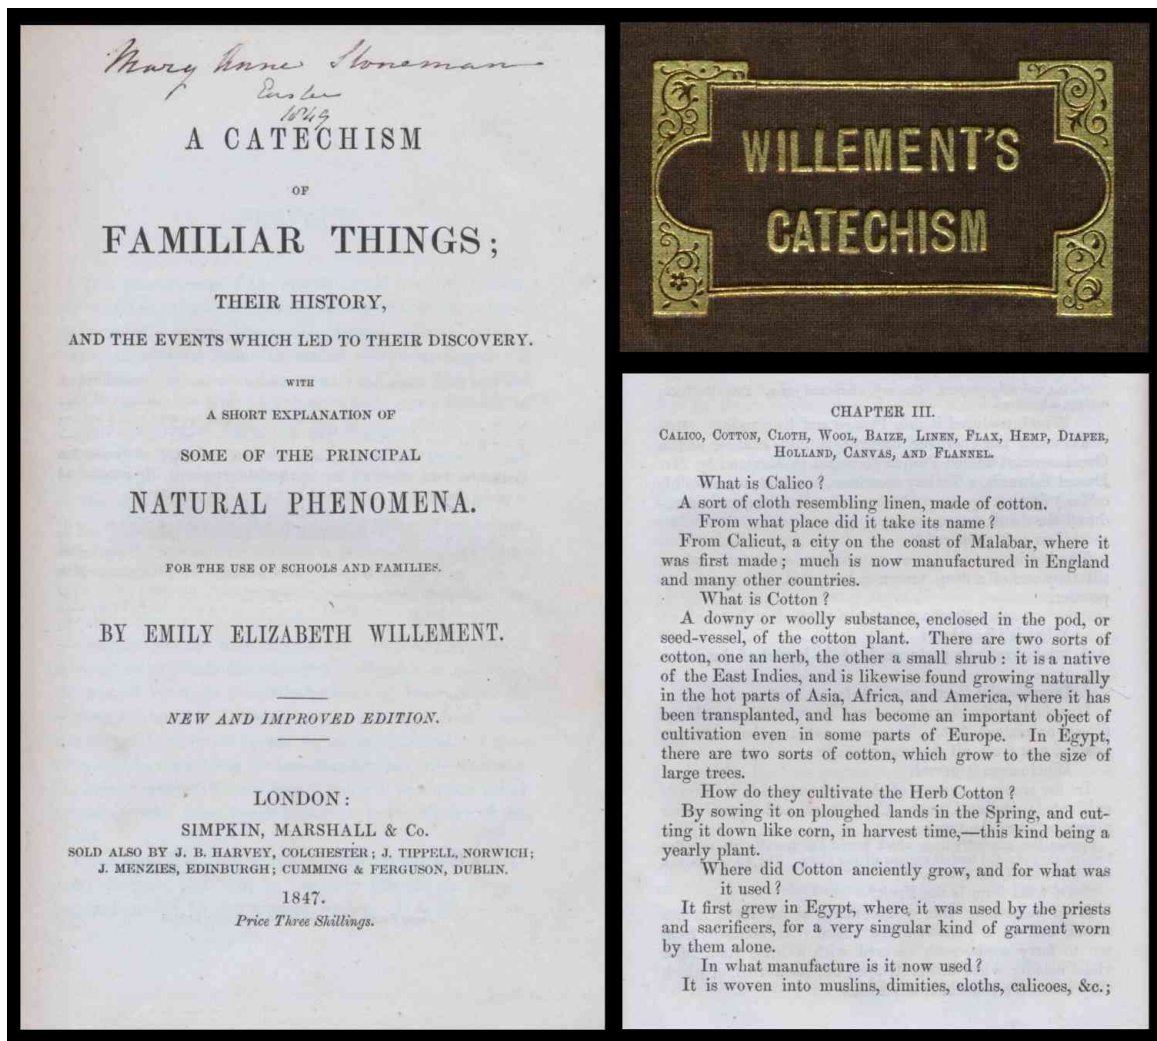 Mary Anne Stoneman
Easter
1849
A CATECHISM
OF
FAMILIAR THINGS;
THEIR HISTORY,
AND THE EVENTS WHICH LED TO THEIR DISCOVERY.
WITH
A SHORT EXPLANATION OF
SOME OF THE PRINCIPAL
NATURAL PHENOMENA.
FOR THE USE OF SCHOOLS AND FAMILIES.
BY EMILY ELIZABETH WILLEMENT.
NEW AND IMPROVED EDITION.
LONDON:
SIMPKIN, MARSHALL & Co.
SOLD ALSO BY J. B. HARVEY, COLCHESTER; J. TIPPELL, NORWICH;
J. MENZIES, EDINBURGH; CUMMING & FERGUSON, DUBLIN.
1847.
Price Three Shillings.
WILLEMENT'S
CATECHISM
CHAPTER III.
CALICO, COTTON, CLOTH, WOOL, BAIZE, LINEN, FLAX, HEMP, DIAPER,
HOLLAND, CANVAS, AND FLANNEL.
What is Calico?
A sort of cloth resembling linen, made of cotton.
From what place did it take its name?
From Calicut, a city on the coast of Malabar, where it
was first made; much is now manufactured in England
and many other countries.
What is Cotton?
A downy or woolly substance, enclosed in the pod, or
seed-vessel, of the cotton plant. There are two sorts of
cotton, one an herb, the other a small shrub: it is a native
of the East Indies, and is likewise found growing naturally
in the hot parts of Asia, Africa, and America, where it has
been transplanted, and has become an important object of
cultivation even in some parts of Europe. In Egypt,
there are two sorts of cotton, which grow to the size of
large trees.
How do they cultivate the Herb Cotton?
By sowing it on ploughed lands in the Spring, and cut-
ting it down like corn, in harvest time,—this kind being a
yearly plant.
Where did Cotton anciently grow, and for what was
it used?
It first grew in Egypt, where it was used by the priests
and sacrificers, for a very singular kind of garment worn
by them alone.
In what manufacture is it now used?
It is woven into muslins, dimities, cloths, calicoes, &c.;